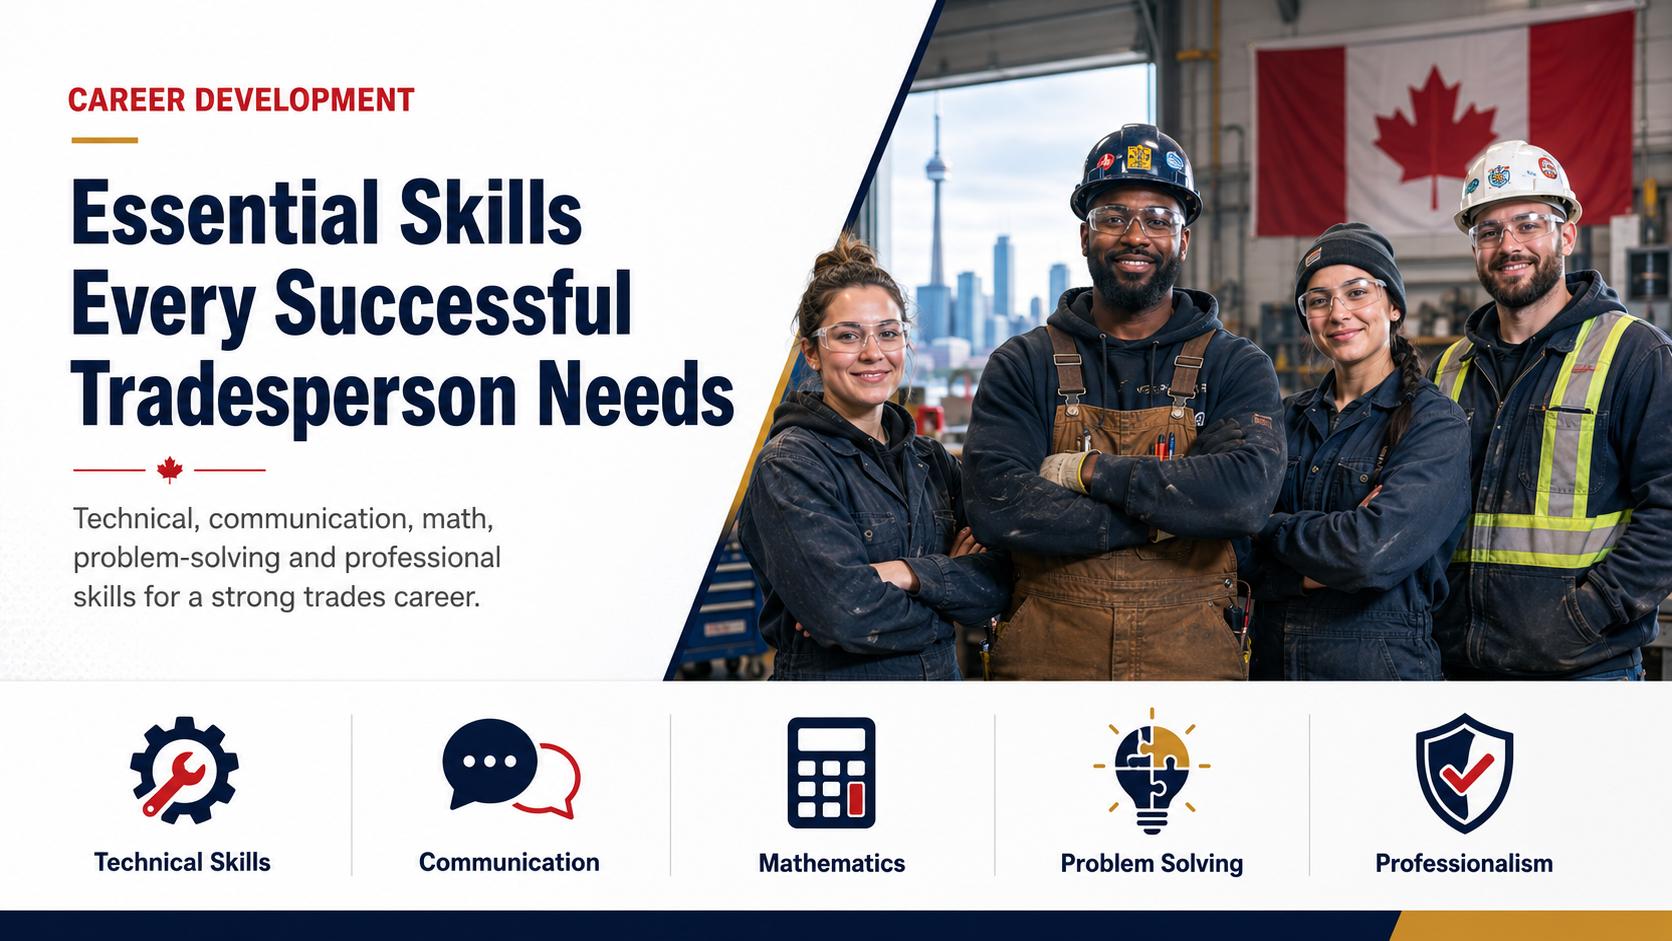 CAREER DEVELOPMENT
Essential Skills
Every Successful
Tradesperson Needs
Technical, communication, math,
problem-solving and professional
skills for a strong trades career.
Technical Skills
Communication
Mathematics
Problem Solving
Professionalism